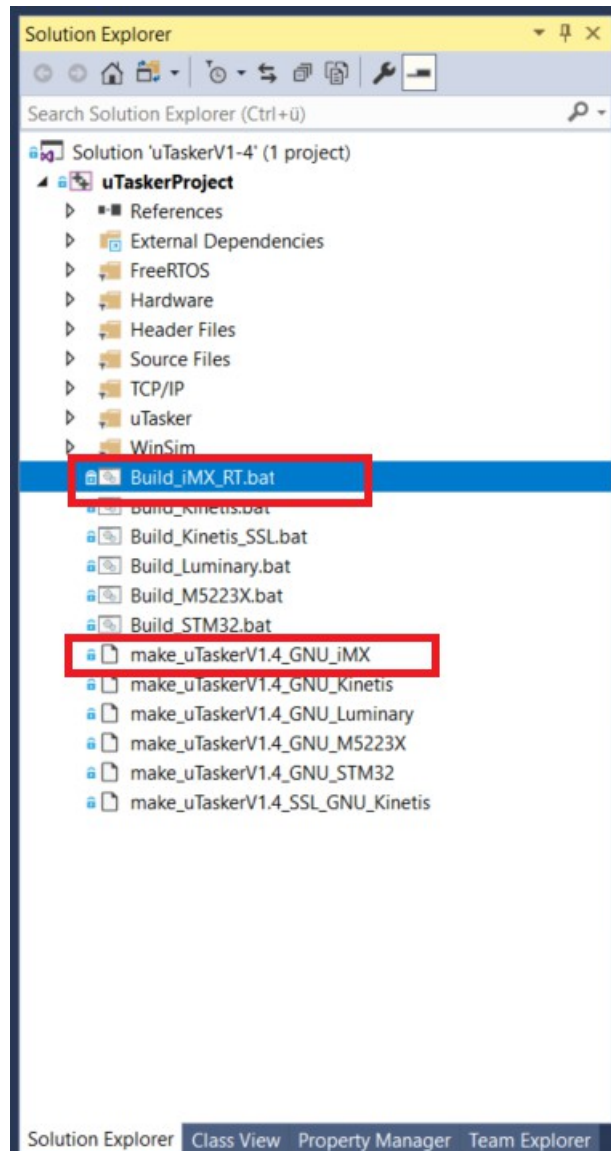 Solution Explorer
Search Solution Explorer (Ctrl+ü)
Solution 'uTaskerV1-4' (1 project)
uTaskerProject
References
External Dependencies
FreeRTOS
Hardware
Header Files
Source Files
TCP/IP
uTasker
WinSim
Build_iMX_RT.bat
Build_Kinetis.bat
Build_Kinetis_SSL.bat
Build_Luminary.bat
Build_M5223X.bat
Build_STM32.bat
make_uTaskerV1.4_GNU_iMX
make_uTaskerV1.4_GNU_Kinetis
make_uTaskerV1.4_GNU_Luminary
make_uTaskerV1.4_GNU_M5223X
make_uTaskerV1.4_GNU_STM32
make_uTaskerV1.4_SSL_GNU_Kinetis
Solution Explorer Class View Property Manager Team Explorer